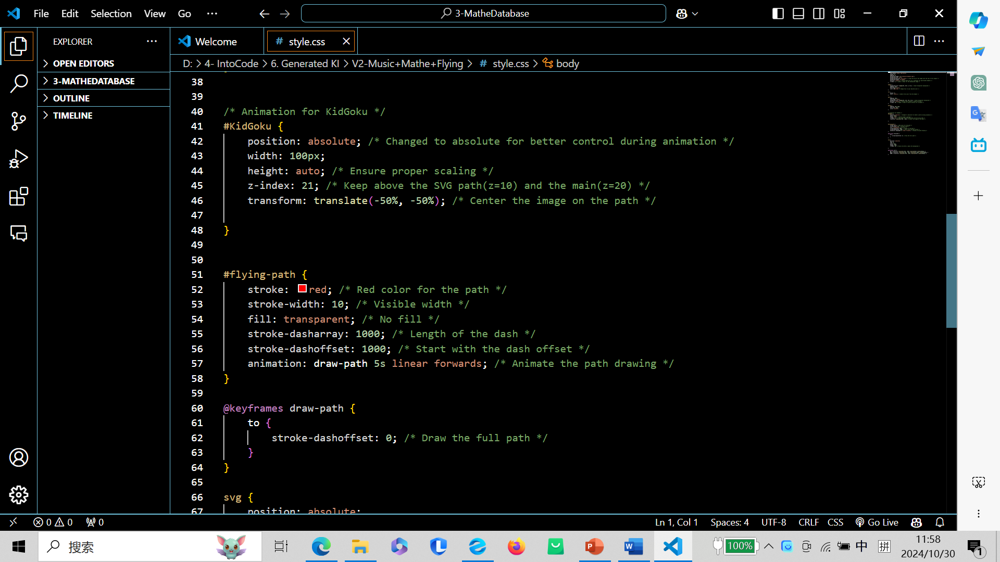 File Edit Selection View Go ···
3-MatheDatabase
EXPLORER
OPEN EDITORS
3-MATHEDATABASE
OUTLINE
TIMELINE
Welcome
# style.css
D: > 4- IntoCode > 6. Generated KI > V2-Music+Mathe+Flying > # style.css > body
38
39
40 /* Animation for KidGoku */
41 #KidGoku {
42 position: absolute; /* Changed to absolute for better control during animation */
43 width: 100px;
44 height: auto; /* Ensure proper scaling */
45 z-index: 21; /* Keep above the SVG path(z=10) and the main(z=20) */
46 transform: translate(-50%, -50%); /* Center the image on the path */
47
48 }
49
50
51 #flying-path {
52 stroke: red; /* Red color for the path */
53 stroke-width: 10; /* Visible width */
54 fill: transparent; /* No fill */
55 stroke-dasharray: 1000; /* Length of the dash */
56 stroke-dashoffset: 1000; /* Start with the dash offset */
57 animation: draw-path 5s linear forwards; /* Animate the path drawing */
58 }
59
60 @keyframes draw-path {
61 to {
62 stroke-dashoffset: 0; /* Draw the full path */
63 }
64 }
65
66 svg {
67 position: absolute;
0 0 0
Ln 1, Col 1 Spaces: 4 UTF-8 CRLF CSS Go Live
搜索
100%
中
拼
11:58
2024/10/30
1